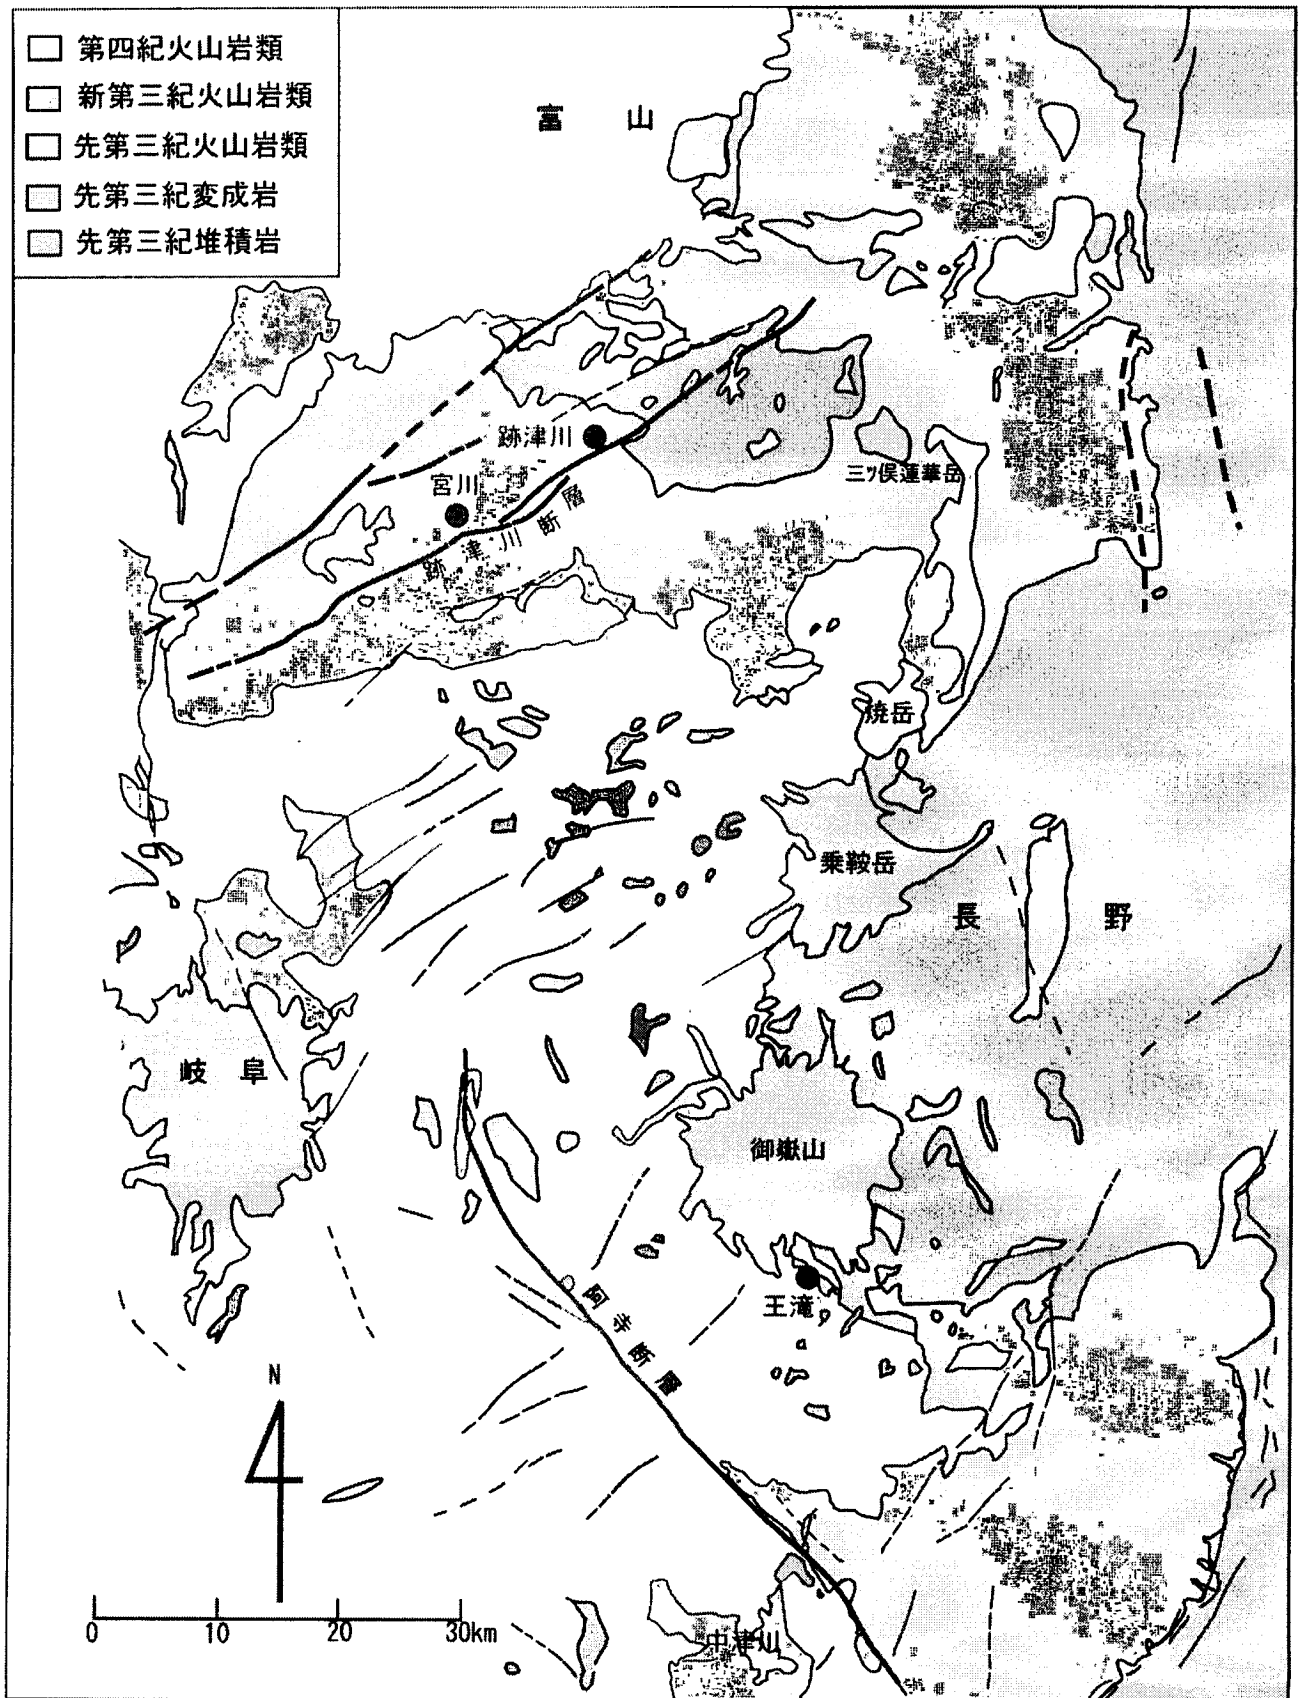 第四紀火山岩類
新第三紀火山岩類
先第三紀火山岩類
先第三紀変成岩
先第三紀堆積岩
富山
跡津川
三ツ俣蓮華岳
宮川
跡津川断層
焼岳
乗鞍岳
長野
岐阜
御嶽山
王滝
阿寺断層
N
0 10 20 30km
中津川